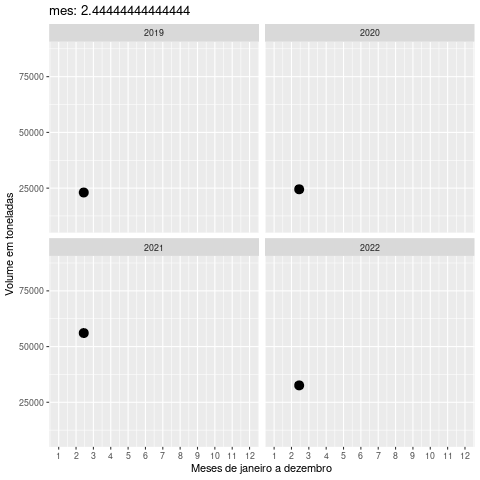 mes: 2.44444444444444
2019 2020
75000
50000
25000
2021 2022
75000
50000
25000
Volume em toneladas
1 2 3 4 5 6 7 8 9 10 11 12 1 2 3 4 5 6 7 8 9 10 11 12
Meses de janeiro a dezembro